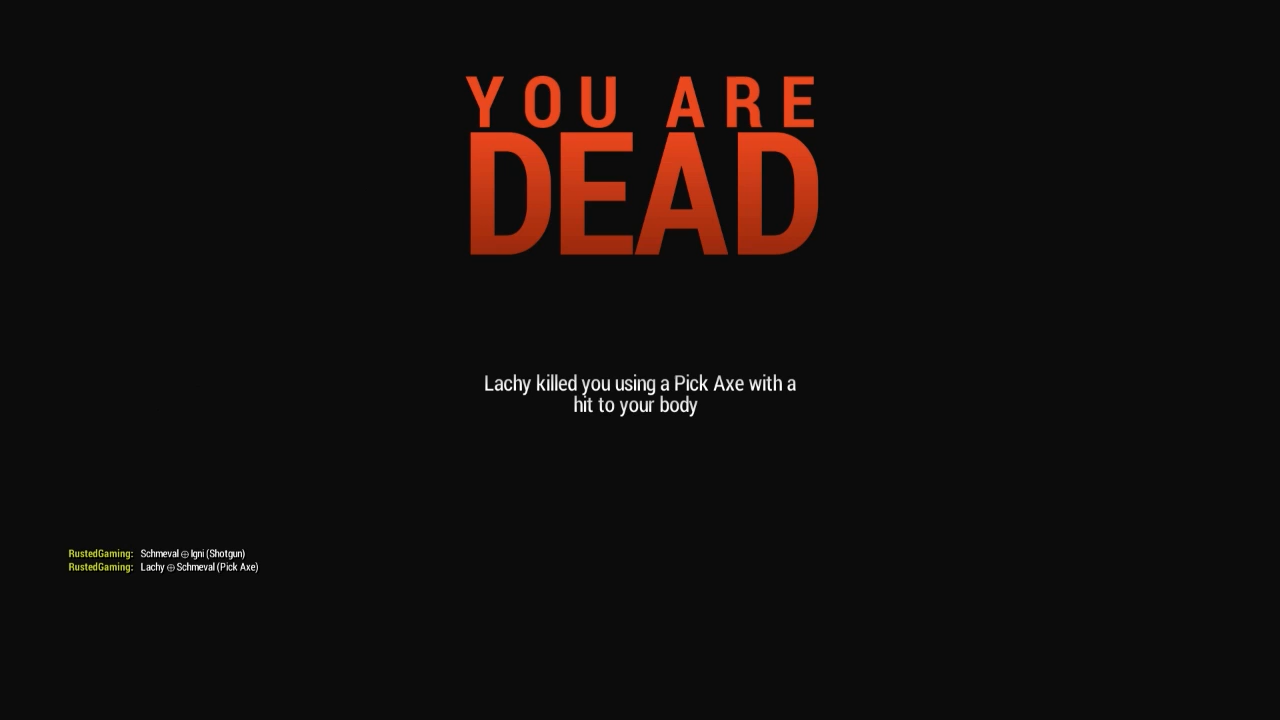 YOU ARE
DEAD
Lachy killed you using a Pick Axe with a
hit to your body
RustedGaming: Schmeval ⊕ Igni (Shotgun)
RustedGaming: Lachy ⊕ Schmeval (Pick Axe)